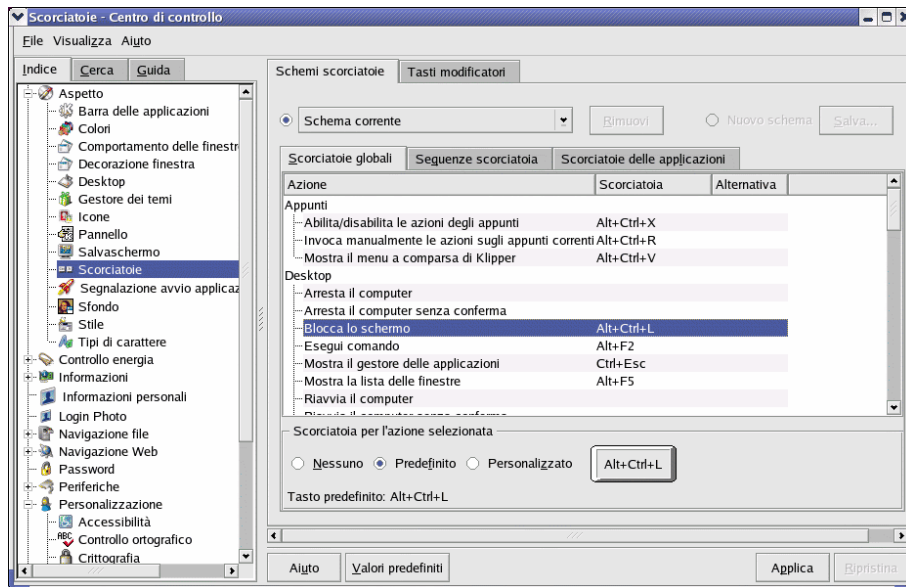 Scorciatoie - Centro di controllo
File Visualizza Aiuto
Indice Cerca Guida
Aspetto
Barra delle applicazioni
Colori
Comportamento delle finestr
Decorazione finestra
Desktop
Gestore dei temi
Icone
Pannello
Salvaschermo
Scorciatoie
Segnalazione avvio applicaz
Sfondo
Stile
Tipi di carattere
Controllo energia
Informazioni
Informazioni personali
Login Photo
Navigazione file
Navigazione Web
Password
Periferiche
Personalizzazione
Accessibilità
Controllo ortografico
Crittografia
Schemi scorciatoie Tasti modificatori
Schema corrente Rimuovi Nuovo schema Salva...
Scorciatoie globali Sequenze scorciatoia Scorciatoie delle applicazioni
Azione Scorciatoia Alternativa
Appunti
Abilita/disabilita le azioni degli appunti Alt+Ctrl+X
Invoca manualmente le azioni sugli appunti correnti Alt+Ctrl+R
Mostra il menu a comparsa di Klipper Alt+Ctrl+V
Desktop
Arresta il computer
Arresta il computer senza conferma
Blocca lo schermo Alt+Ctrl+L
Esegui comando Alt+F2
Mostra il gestore delle applicazioni Ctrl+Esc
Mostra la lista delle finestre Alt+F5
Riavvia il computer
Riavvia il computer senza conferma
Scorciatoia per l'azione selezionata
Nessuno Predefinito Personalizzato Alt+Ctrl+L
Tasto predefinito: Alt+Ctrl+L
Aiuto Valori predefiniti Applica Ripristina